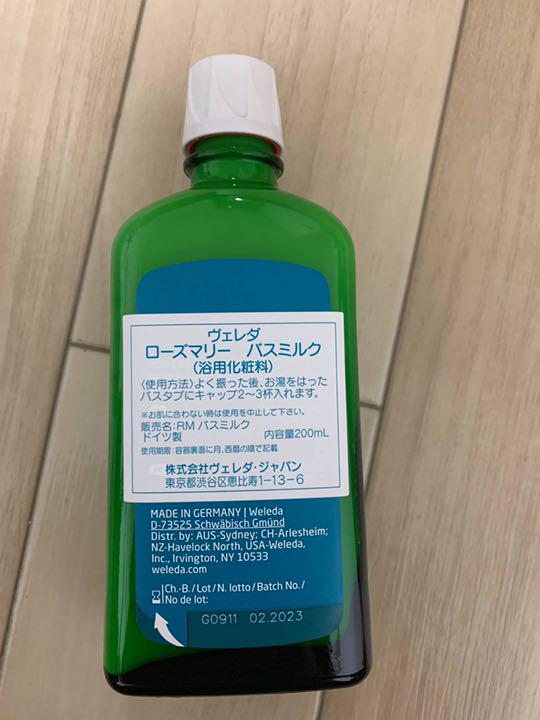 ヴェレダ
ローズマリー バスミルク
(浴用化粧料)
〈使用方法〉よく振った後、お湯をはった
バスタブにキャップ2〜3杯入れます。
※お肌に合わない時は使用を中止して下さい。
販売名:RM バスミルク
ドイツ製 内容量200mL
使用期限:容器裏面に月、西暦の順で記載
株式会社ヴェレダ・ジャパン
東京都渋谷区恵比寿1-13-6
MADE IN GERMANY | Weleda
D-73525 Schwäbisch Gmünd
Distr. by: AUS-Sydney; CH-Arlesheim;
NZ-Havelock North, USA-Weleda,
Inc., Irvington, NY 10533
weleda.com
Ch.-B./Lot/N. lotto/Batch No./
No de lot:
G0911 02.2023